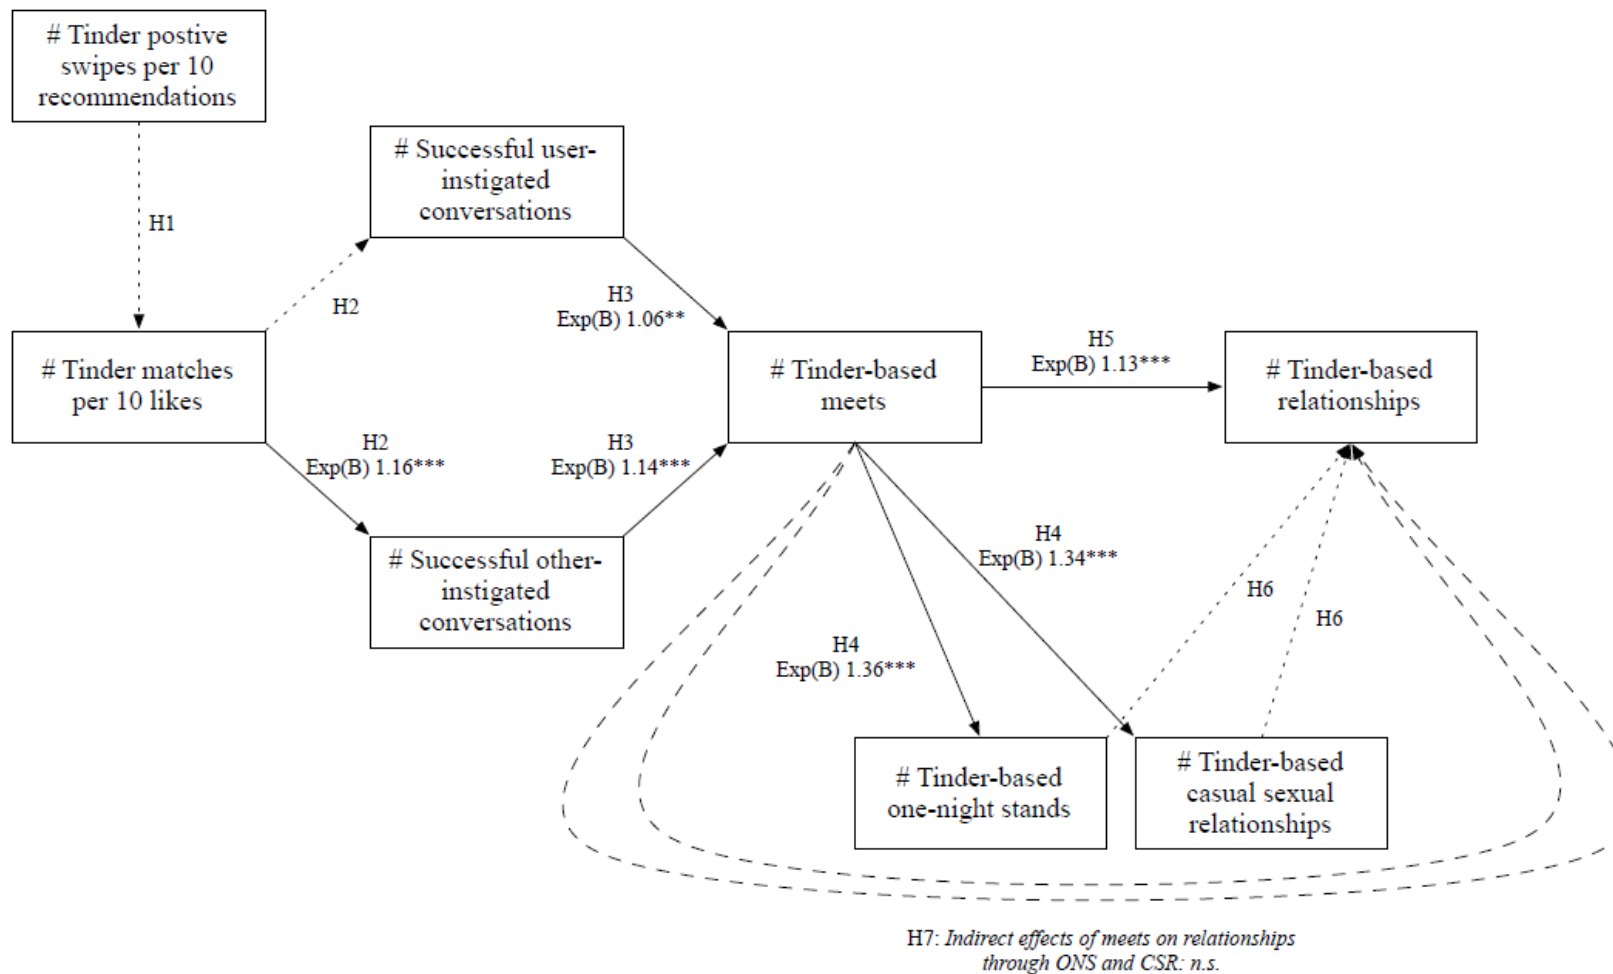 # Tinder postive
swipes per 10
recommendations
H1
# Tinder matches
per 10 likes
H2
H2
Exp(B) 1.16***
# Successful user-
instigated
conversations
# Successful other-
instigated
conversations
H3
Exp(B) 1.06**
H3
Exp(B) 1.14***
# Tinder-based
meets
H5
Exp(B) 1.13***
# Tinder-based
relationships
H4
Exp(B) 1.34***
H4
Exp(B) 1.36***
H6
H6
# Tinder-based
one-night stands
# Tinder-based
casual sexual
relationships
H7: Indirect effects of meets on relationships
through ONS and CSR: n.s.